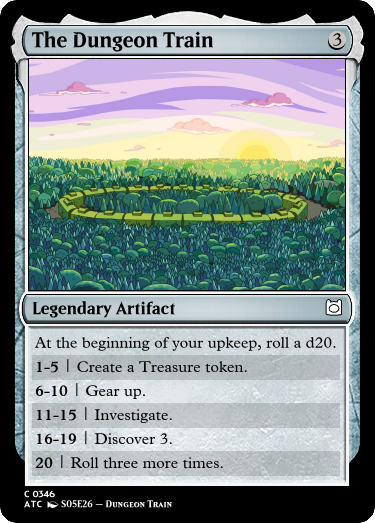 The Dungeon Train 3
Legendary Artifact
At the beginning of your upkeep, roll a d20.
1-5 | Create a Treasure token.
6-10 | Gear up.
11-15 | Investigate.
16-19 | Discover 3.
20 | Roll three more times.
C 0346
ATC S05E26 — Dungeon Train